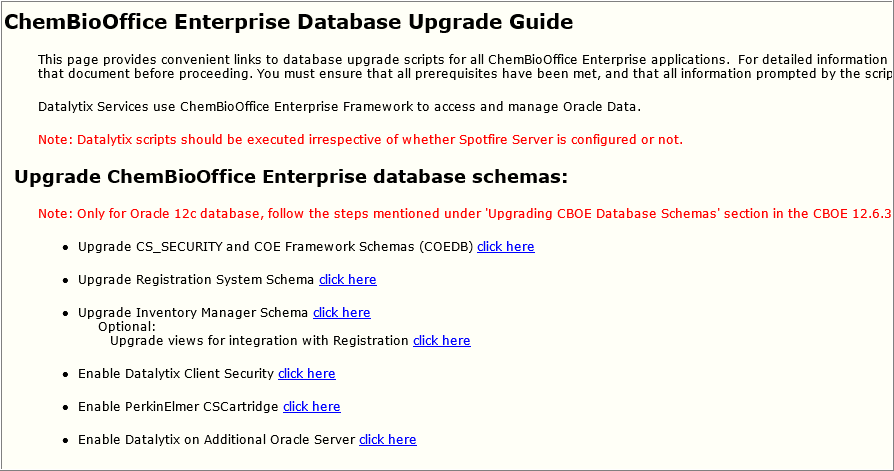 ChemBioOffice Enterprise Database Upgrade Guide
This page provides convenient links to database upgrade scripts for all ChemBioOffice Enterprise applications.  For detailed information
that document before proceeding. You must ensure that all prerequisites have been met, and that all information prompted by the
Datalytix Services use ChemBioOffice Enterprise Framework to access and manage Oracle Data.
Note: Datalytix scripts should be executed irrespective of whether Spotfire Server is configured or not.
Upgrade ChemBioOffice Enterprise database schemas:
Note: Only for Oracle 12c database, follow the steps mentioned under 'Upgrading CBOE Database Schemas' section in the CBOE 12.6.3
• Upgrade CS_SECURITY and COE Framework Schemas (COEDB) click here
• Upgrade Registration System Schema click here
• Upgrade Inventory Manager Schema click here
Optional:
Upgrade views for integration with Registration click here
• Enable Datalytix Client Security click here
• Enable PerkinElmer CSCartridge click here
• Enable Datalytix on Additional Oracle Server click here